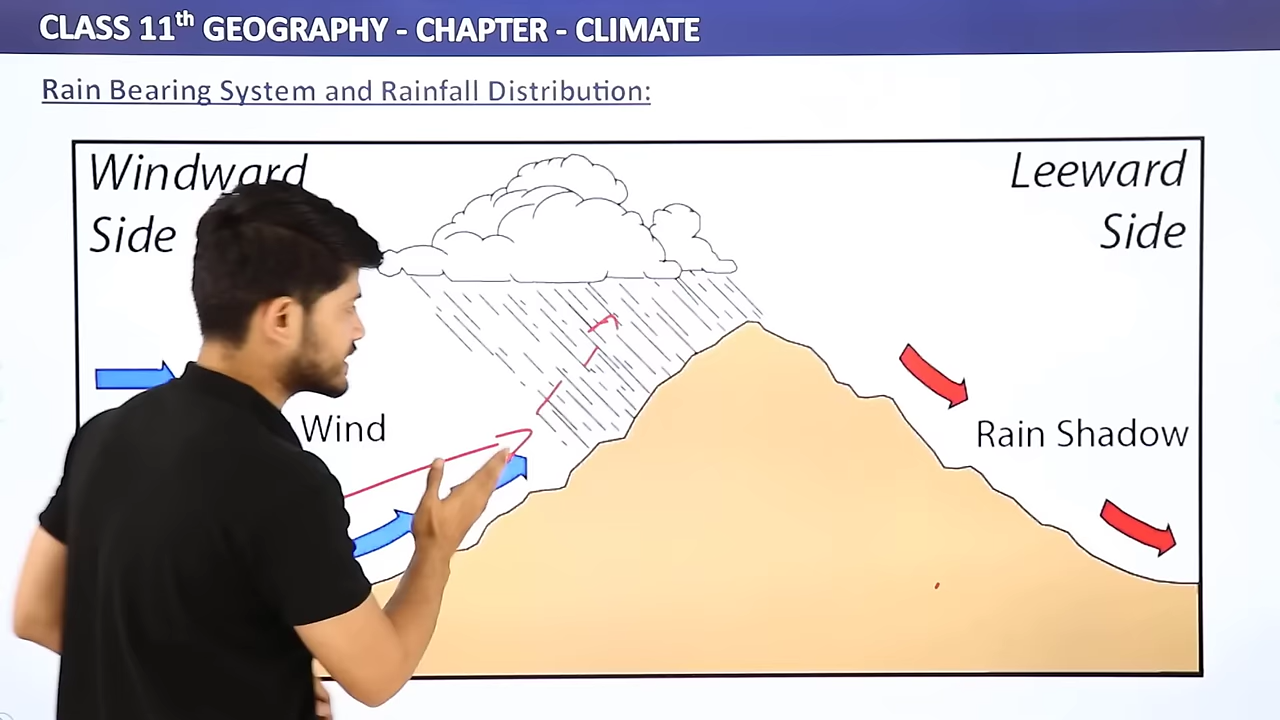 CLASS 11th GEOGRAPHY - CHAPTER - CLIMATE
Rain Bearing System and Rainfall Distribution:
Windward
Side
Leeward
Side
Wind
Rain Shadow